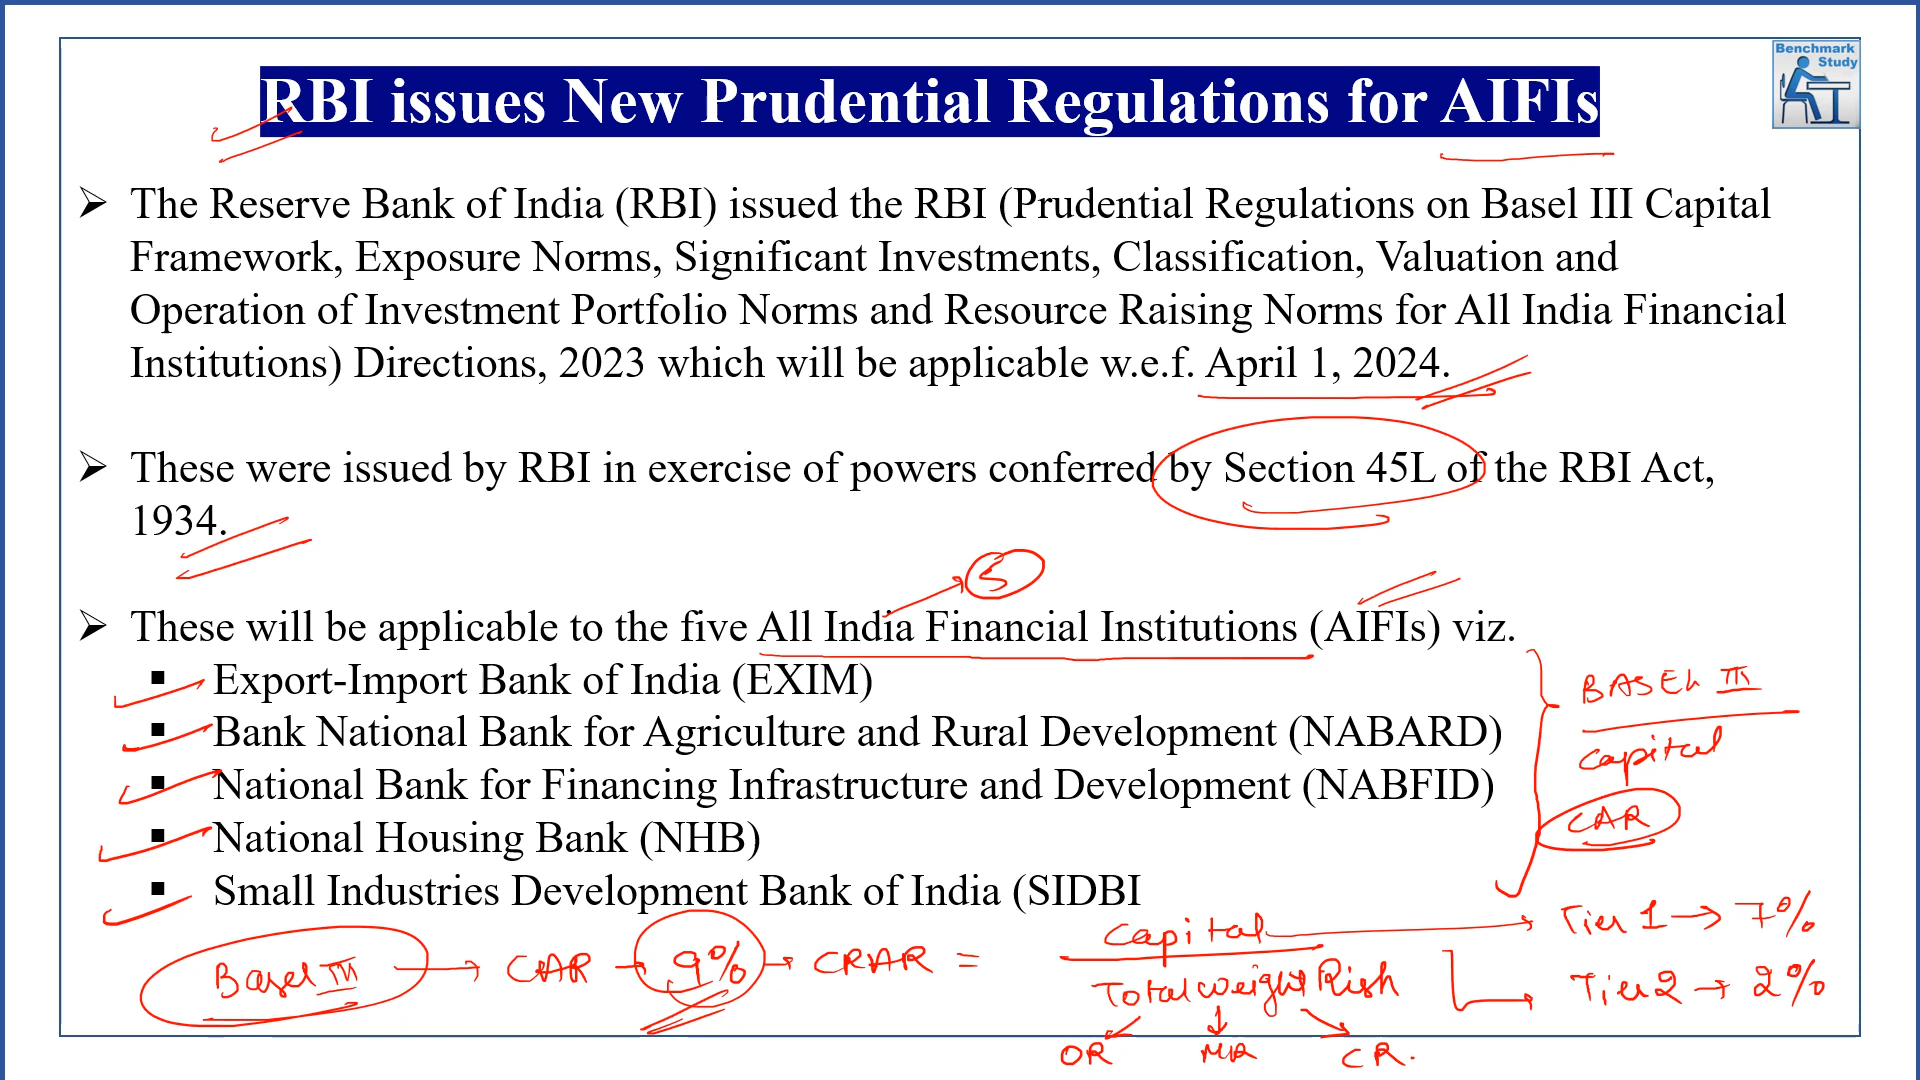 Benchmark
Study
RBI issues New Prudential Regulations for AIFIs
➢ The Reserve Bank of India (RBI) issued the RBI (Prudential Regulations on Basel III Capital
Framework, Exposure Norms, Significant Investments, Classification, Valuation and
Operation of Investment Portfolio Norms and Resource Raising Norms for All India Financial
Institutions) Directions, 2023 which will be applicable w.e.f. April 1, 2024.
➢ These were issued by RBI in exercise of powers conferred by Section 45L of the RBI Act,
1934.
5
➢ These will be applicable to the five All India Financial Institutions (AIFIs) viz.
▪ Export-Import Bank of India (EXIM)
▪ Bank National Bank for Agriculture and Rural Development (NABARD)
▪ National Bank for Financing Infrastructure and Development (NABFID)
▪ National Housing Bank (NHB)
▪ Small Industries Development Bank of India (SIDBI
BASEL III
Capital
CAR
Basel III → CAR → 9% → CRAR =
Capital
Total weight Risk
OR MR CR.
Tier 1 → 7%
Tier 2 → 2%